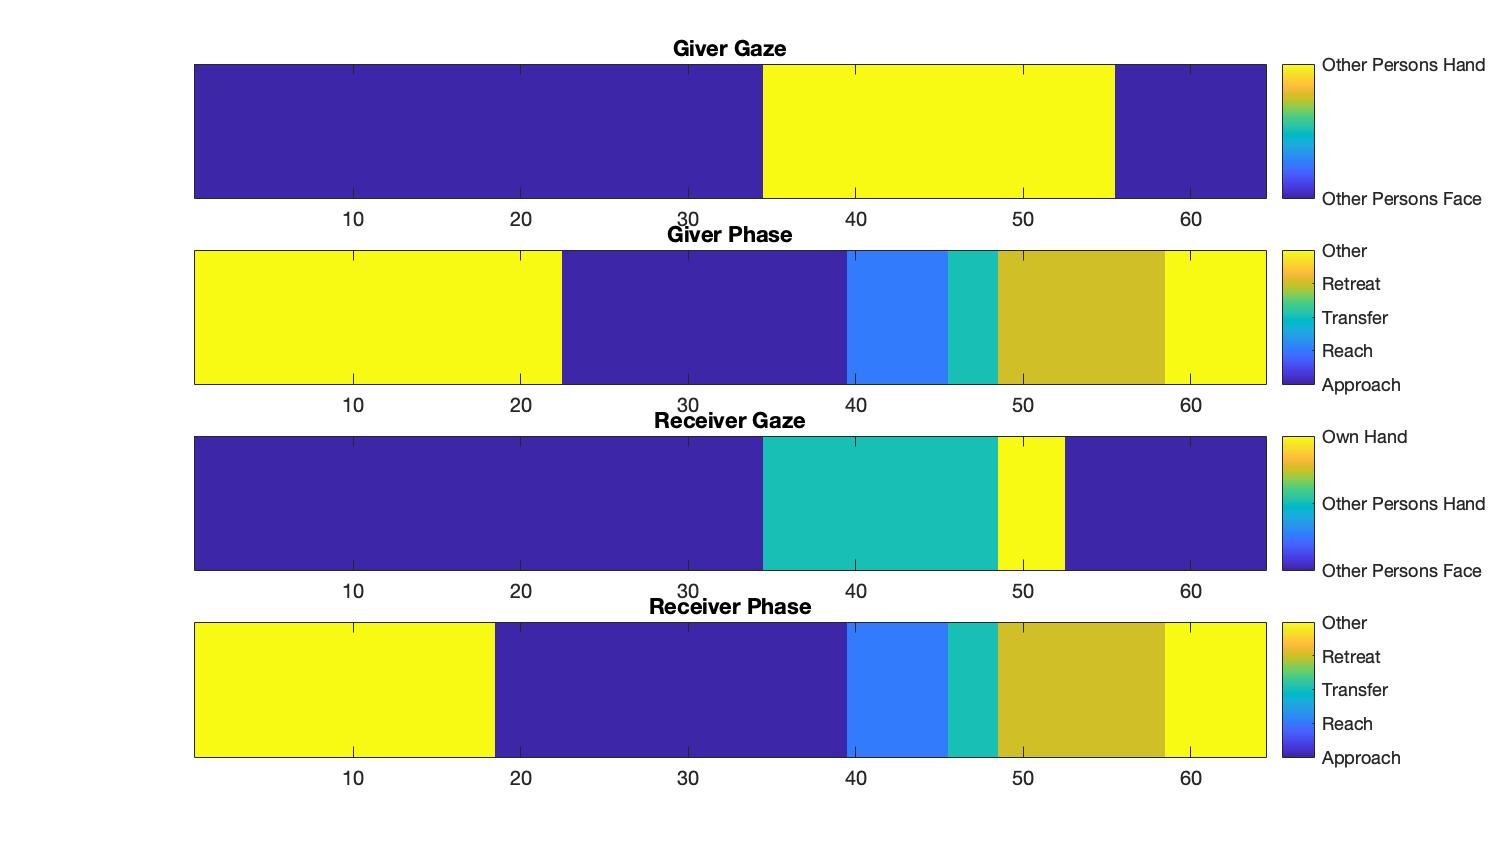 Giver Gaze
Other Persons Hand
Other Persons Face
10 20 30 40 50 60
Giver Phase
Other
Retreat
Transfer
Reach
Approach
10 20 30 40 50 60
Receiver Gaze
Own Hand
Other Persons Hand
Other Persons Face
10 20 30 40 50 60
Receiver Phase
Other
Retreat
Transfer
Reach
Approach
10 20 30 40 50 60